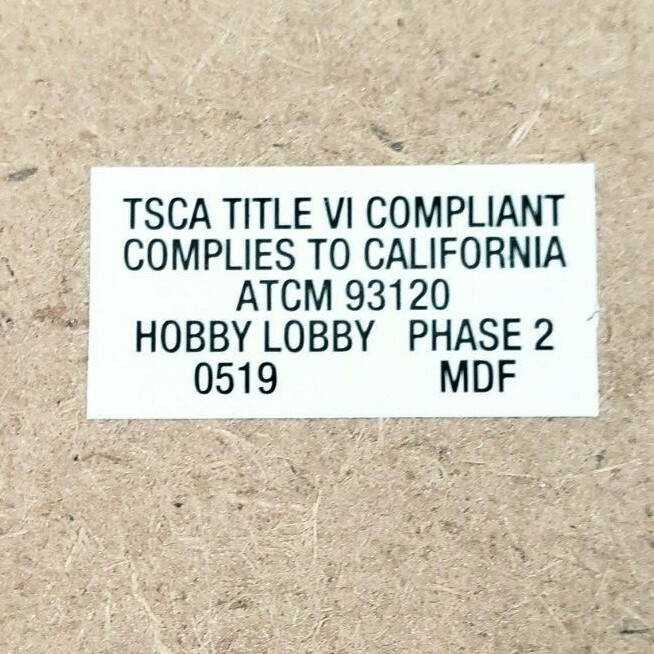 TSCA TITLE VI COMPLIANT
COMPLIES TO CALIFORNIA
ATCM 93120
HOBBY LOBBY PHASE 2
0519 MDF